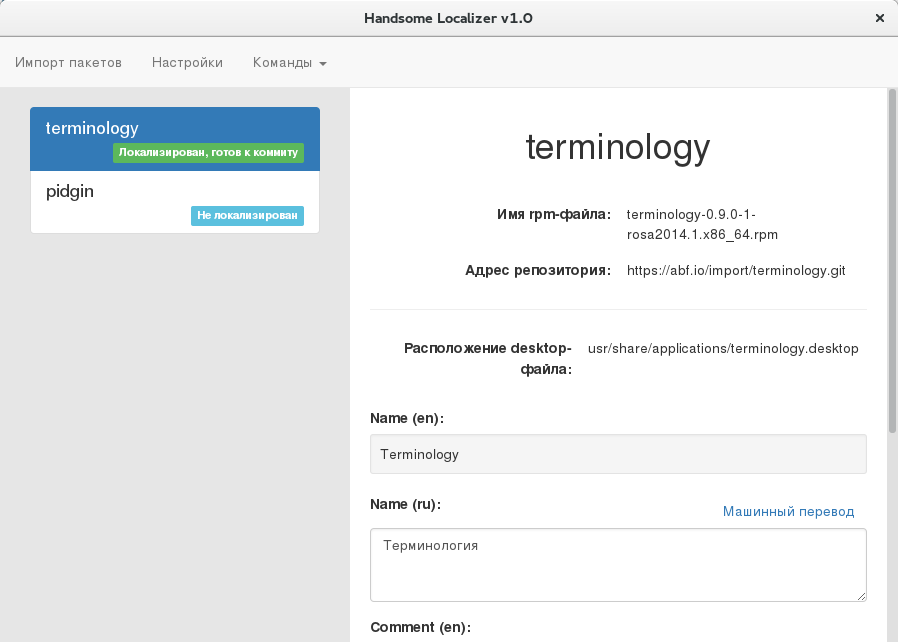 Handsome Localizer v1.0
Импорт пакетов Настройки Команды
terminology
Локализирован, готов к комииту
pidgin
Не локализирован
terminology
Имя rpm-файла: terminology-0.9.0-1-
rosa2014.1.x86_64.rpm
Адрес репозитория: https://abf.io/import/terminology.git
Расположение desktop- usr/share/applications/terminology.desktop
файла:
Name (en):
Terminology
Name (ru):
Машинный перевод
Терминология
Comment (en):